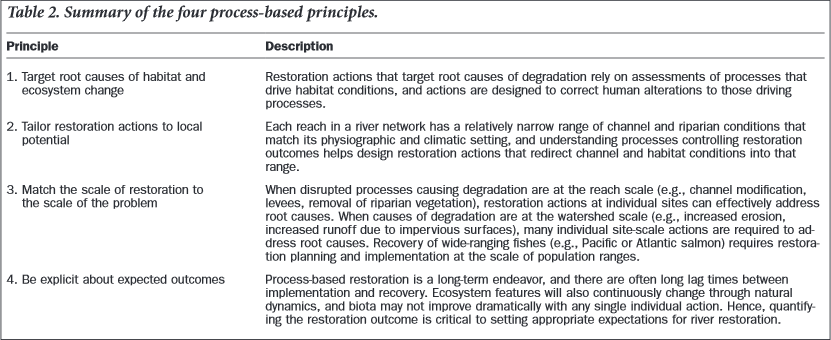 Table 2. Summary of the four process-based principles.
Principle Description
1. Target root causes of habitat and
ecosystem change
Restoration actions that target root causes of degradation rely on assessments of processes that
drive habitat conditions, and actions are designed to correct human alterations to those driving
processes.
2. Tailor restoration actions to local
potential
Each reach in a river network has a relatively narrow range of channel and riparian conditions that
match its physiographic and climatic setting, and understanding processes controlling restoration
outcomes helps design restoration actions that redirect channel and habitat conditions into that
range.
3. Match the scale of restoration to
the scale of the problem
When disrupted processes causing degradation are at the reach scale (e.g., channel modification,
levees, removal of riparian vegetation), restoration actions at individual sites can effectively address
root causes. When causes of degradation are at the watershed scale (e.g., increased erosion,
increased runoff due to impervious surfaces), many individual site-scale actions are required to ad-
dress root causes. Recovery of wide-ranging fishes (e.g., Pacific or Atlantic salmon) requires restora-
tion planning and implementation at the scale of population ranges.
4. Be explicit about expected outcomes
Process-based restoration is a long-term endeavor, and there are often long lag times between
implementation and recovery. Ecosystem features will also continuously change through natural
dynamics, and biota may not improve dramatically with any single individual action. Hence, quantify-
ing the restoration outcome is critical to setting appropriate expectations for river restoration.